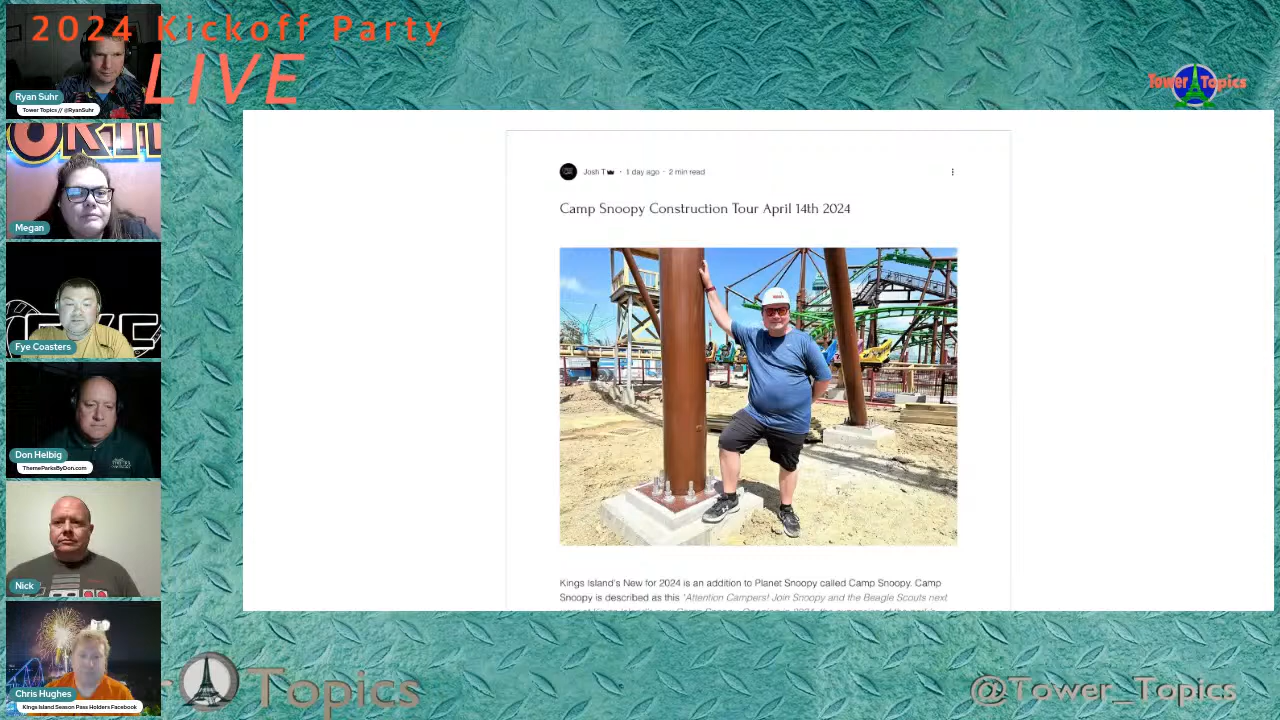 2024 Kickoff Party
LIVE
Tower Topics
Ryan Suhr
Tower Topics // @RyanSuhr
Megan
Fye Coasters
Don Helbig
ThemeParksByDon.com
Nick
Chris Hughes
Kings Island Season Pass Holders Facebook
Josh T · 1 day ago · 2 min read
Camp Snoopy Construction Tour April 14th 2024
Kings Island's New for 2024 is an addition to Planet Snoopy called Camp Snoopy. Camp
Snoopy is described as this 'Attention Campers! Join Snoopy and the Beagle Scouts next
r Topics
@Tower_Topics